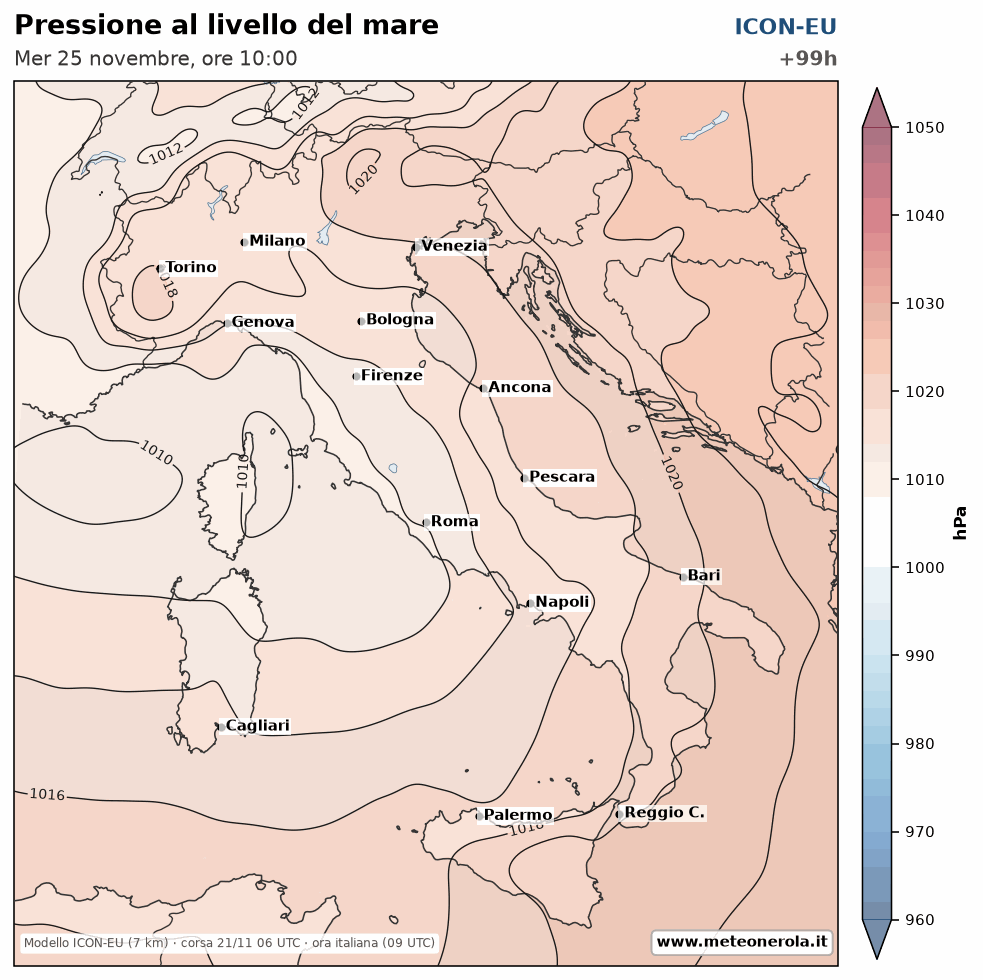 Pressione al livello del mare
ICON-EU
Mer 25 novembre, ore 10:00
+99h
1012
1012
1020
Milano
Venezia
Torino
1018
Genova
Bologna
Firenze
Ancona
1010
1010
1020
Pescara
Roma
Bari
Napoli
Cagliari
1016
Palermo
Reggio C.
Modello ICON-EU (7 km) · corsa 21/11 06 UTC · ora italiana (09 UTC)
www.meteonerola.it
1050
1040
1030
1020
1010
1000
990
980
970
960
hPa